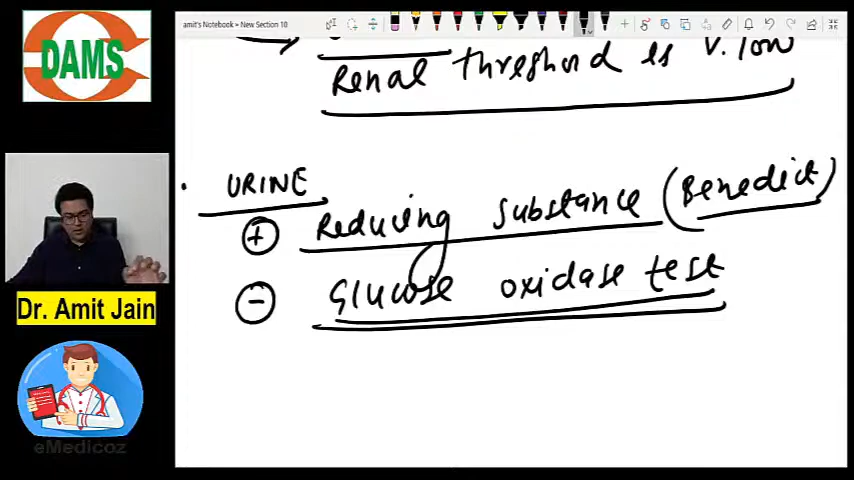 DAMS
amit's Notebook > New Section 10
Renal threshold is V. low
URINE
+ Reducing substance (Benedict)
- Glucose oxidase test
Dr. Amit Jain
eMedicoz